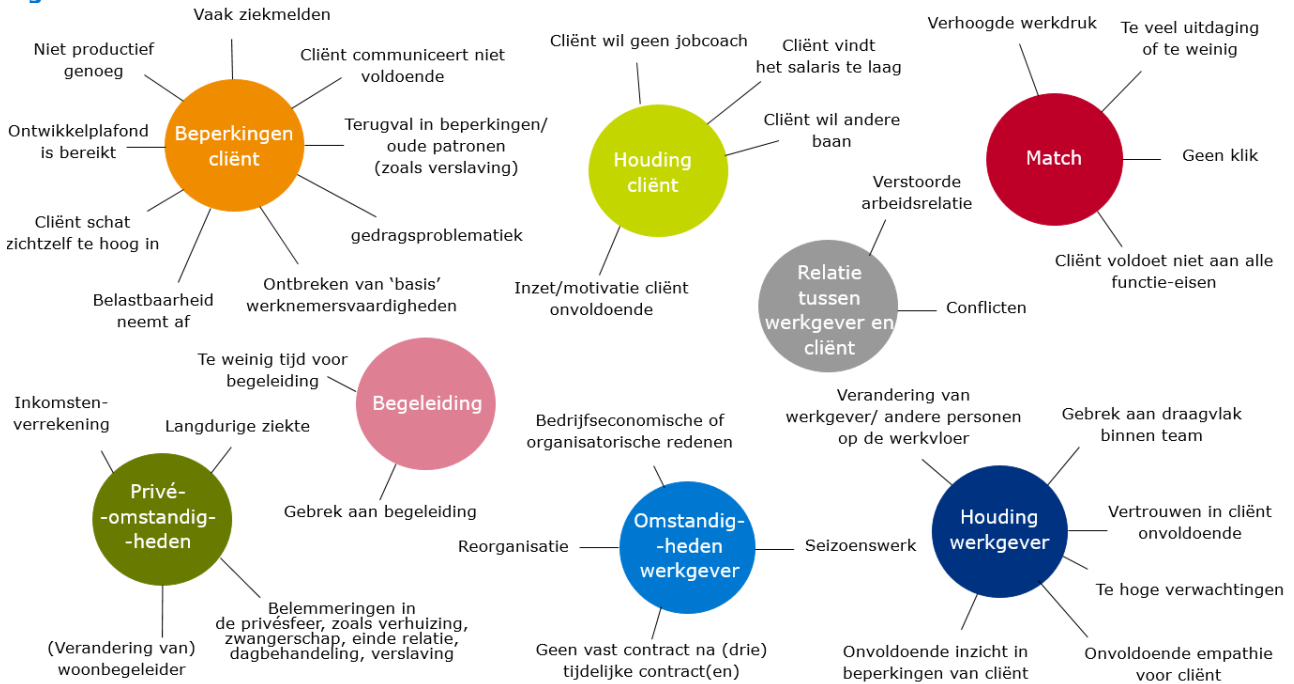 Vaak ziekmelden
Niet productief
genoeg
Cliënt communiceert niet
voldoende
Ontwikkelplafond
is bereikt
Beperkingen
cliënt
Terugval in beperkingen/
oude patronen
(zoals verslaving)
Cliënt schat
zichtzelf te hoog in
gedragsproblematiek
Belastbaarheid
neemt af
Ontbreken van ‘basis’
werknemersvaardigheden
Cliënt wil geen jobcoach
Cliënt vindt
het salaris te laag
Cliënt wil andere
baan
Houding
cliënt
Inzet/motivatie cliënt
onvoldoende
Verhoogde werkdruk
Te veel uitdaging
of te weinig
Match
Geen klik
Cliënt voldoet niet aan alle
functie-eisen
Verstoorde
arbeidsrelatie
Relatie
tussen
werkgever en
cliënt
Conflicten
Te weinig tijd voor
begeleiding
Begeleiding
Gebrek aan begeleiding
Inkomsten-
verrekening
Langdurige ziekte
Privé-
-omstandig-
-heden
(Verandering van)
woonbegeleider
Belemmeringen in
de privésfeer, zoals verhuizing,
zwangerschap, einde relatie,
dagbehandeling, verslaving
Bedrijfseconomische of
organisatorische redenen
Reorganisatie
Omstandig-
-heden
werkgever
Seizoenswerk
Geen vast contract na (drie)
tijdelijke contract(en)
Verandering van
werkgever/ andere personen
op de werkvloer
Gebrek aan draagvlak
binnen team
Houding
werkgever
Vertrouwen in cliënt
onvoldoende
Te hoge verwachtingen
Onvoldoende inzicht in
beperkingen van cliënt
Onvoldoende empathie
voor cliënt